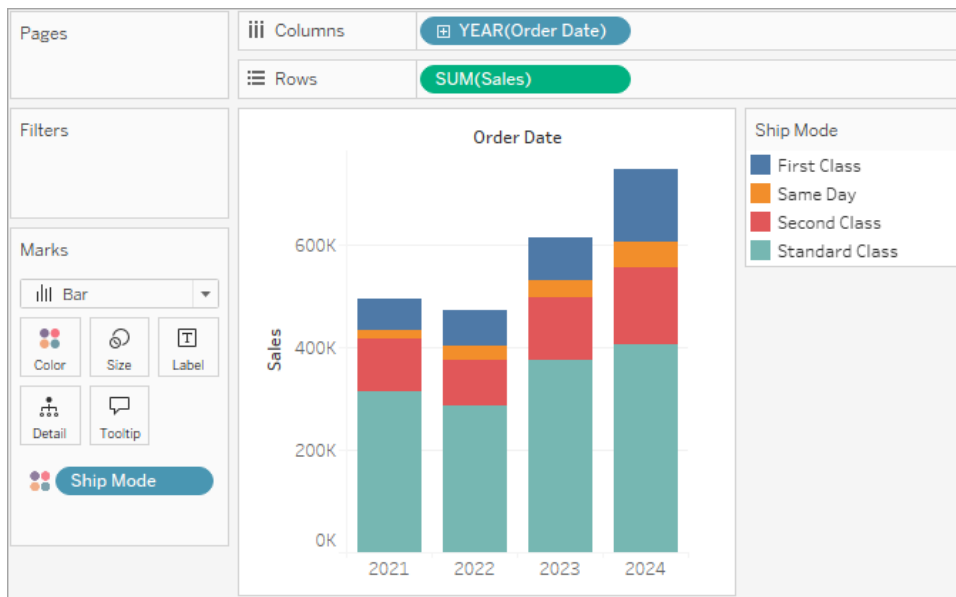 Pages
Columns
YEAR(Order Date)
Rows
SUM(Sales)
Filters
Marks
Bar
Color
Size
T
Label
Detail
Tooltip
Ship Mode
Order Date
Sales
600K
400K
200K
0K
2021 2022 2023 2024
Ship Mode
First Class
Same Day
Second Class
Standard Class